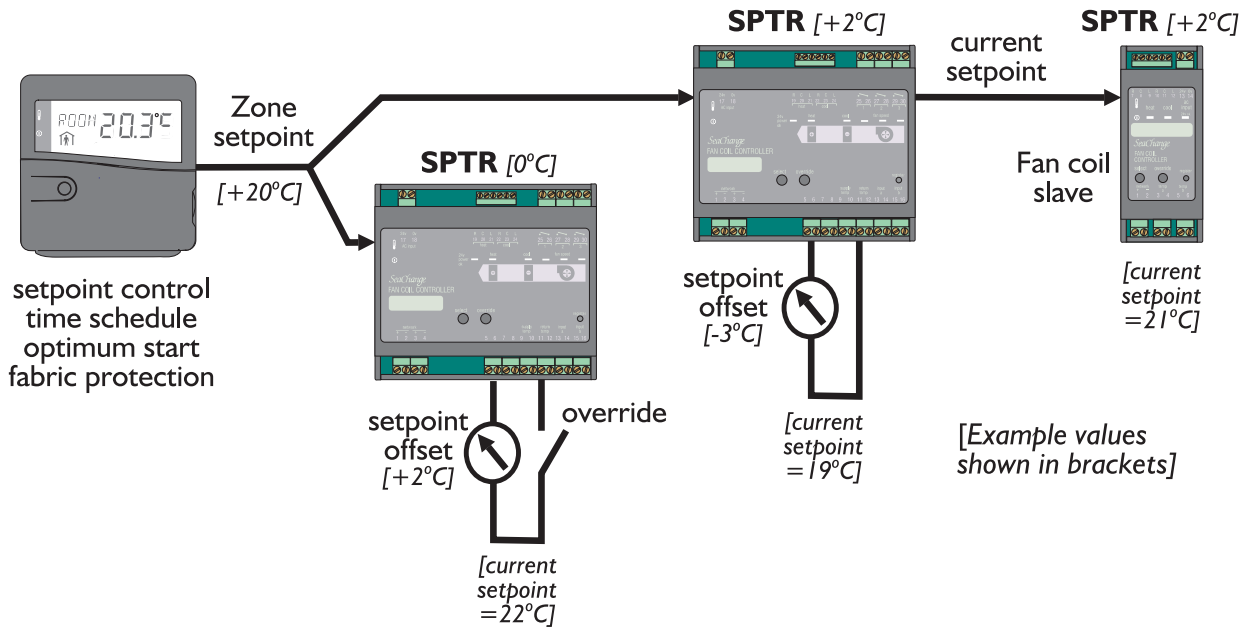 SPTR [+2°C]
SPTR [+2°C]
current
setpoint
ROOM 20.3°C
Zone
setpoint
[+20°C]
SPTR [0°C]
SeaChange
FAN COIL CONTROLLER
SeaChange
FAN COIL CONTROLLER
SeaChange
FAN COIL
CONTROLLER
Fan coil
slave
setpoint control
time schedule
optimum start
fabric protection
setpoint
offset
[-3°C]
[current
setpoint
=21°C]
setpoint
offset
[+2°C]
override
[current
setpoint
=19°C]
[Example values
shown in brackets]
[current
setpoint
=22°C]